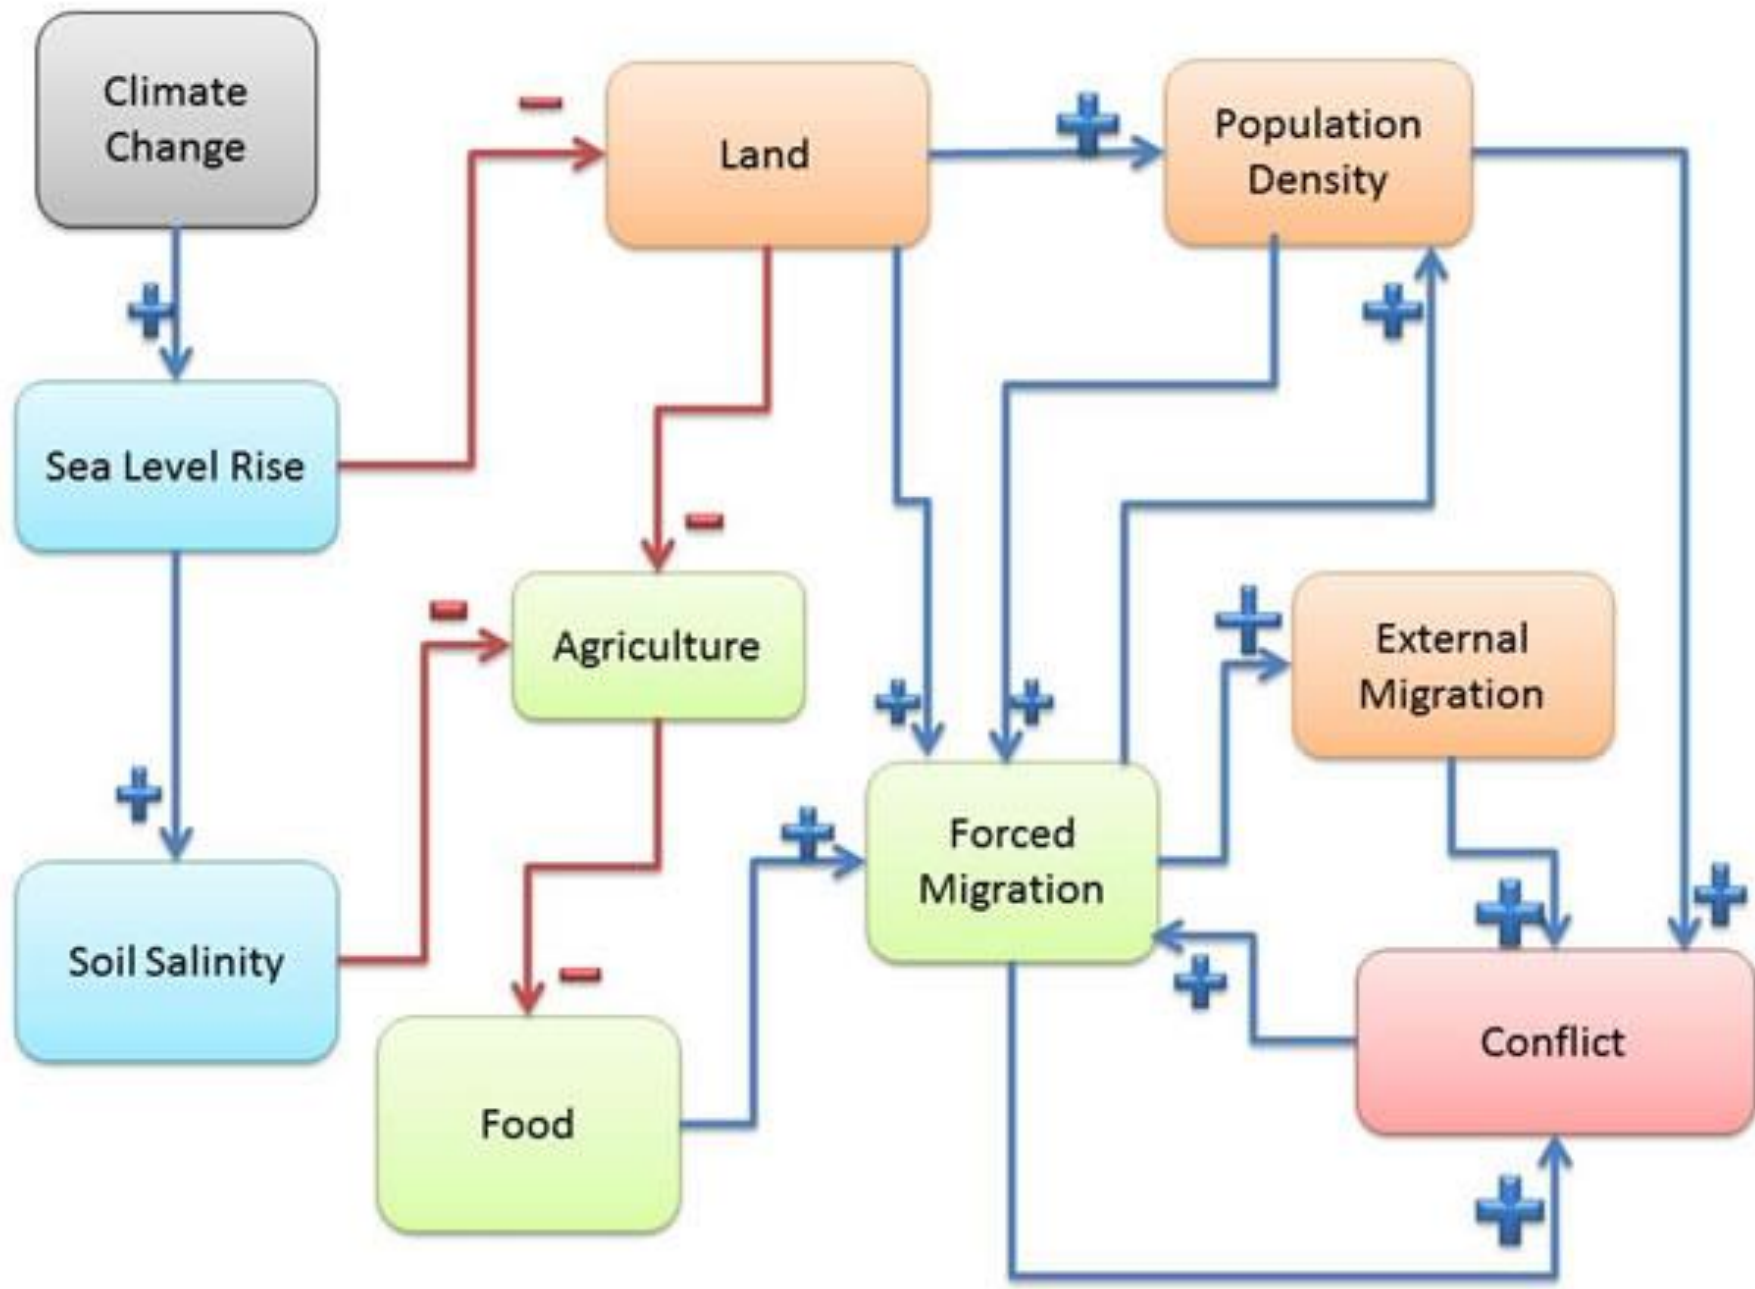 Climate
Change
Land
Population
Density
Sea Level Rise
Agriculture
External
Migration
Forced
Migration
Soil Salinity
Conflict
Food